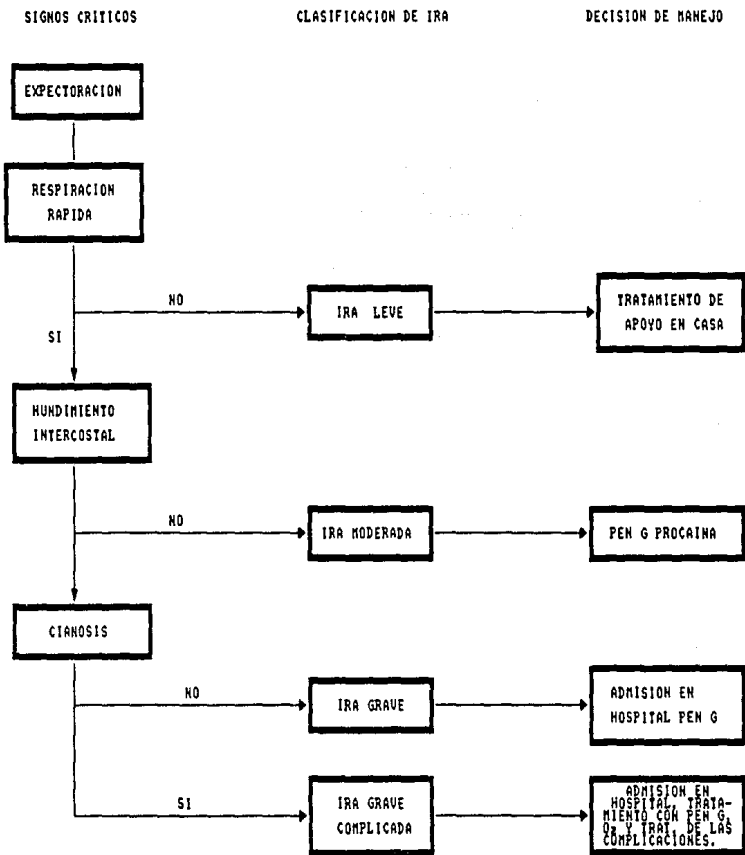 SIGNOS CRITICOS
CLASIFICACION DE IRA
DECISION DE MANEJO
EXPECTORACION
RESPIRACION
RAPIDA
NO
IRA LEVE
TRATAMIENTO DE
APOYO EN CASA
SI
HUNDIMIENTO
INTERCOSTAL
NO
IRA MODERADA
PEN G PROCAINA
CIANOSIS
NO
IRA GRAVE
ADMISION EN
HOSPITAL PEN G
SI
IRA GRAVE
COMPLICADA
ADMISION EN
HOSPITAL, TRATA-
MIENTO CON PEN G,
O₂ Y TRAT. DE LAS
COMPLICACIONES.